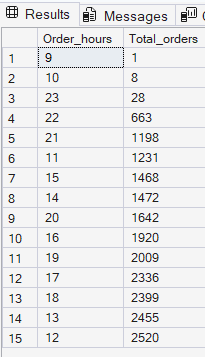 Results Messages
Order_hours Total_orders
1 9 1
2 10 8
3 23 28
4 22 663
5 21 1198
6 11 1231
7 15 1468
8 14 1472
9 20 1642
10 16 1920
11 19 2009
12 17 2336
13 18 2399
14 13 2455
15 12 2520